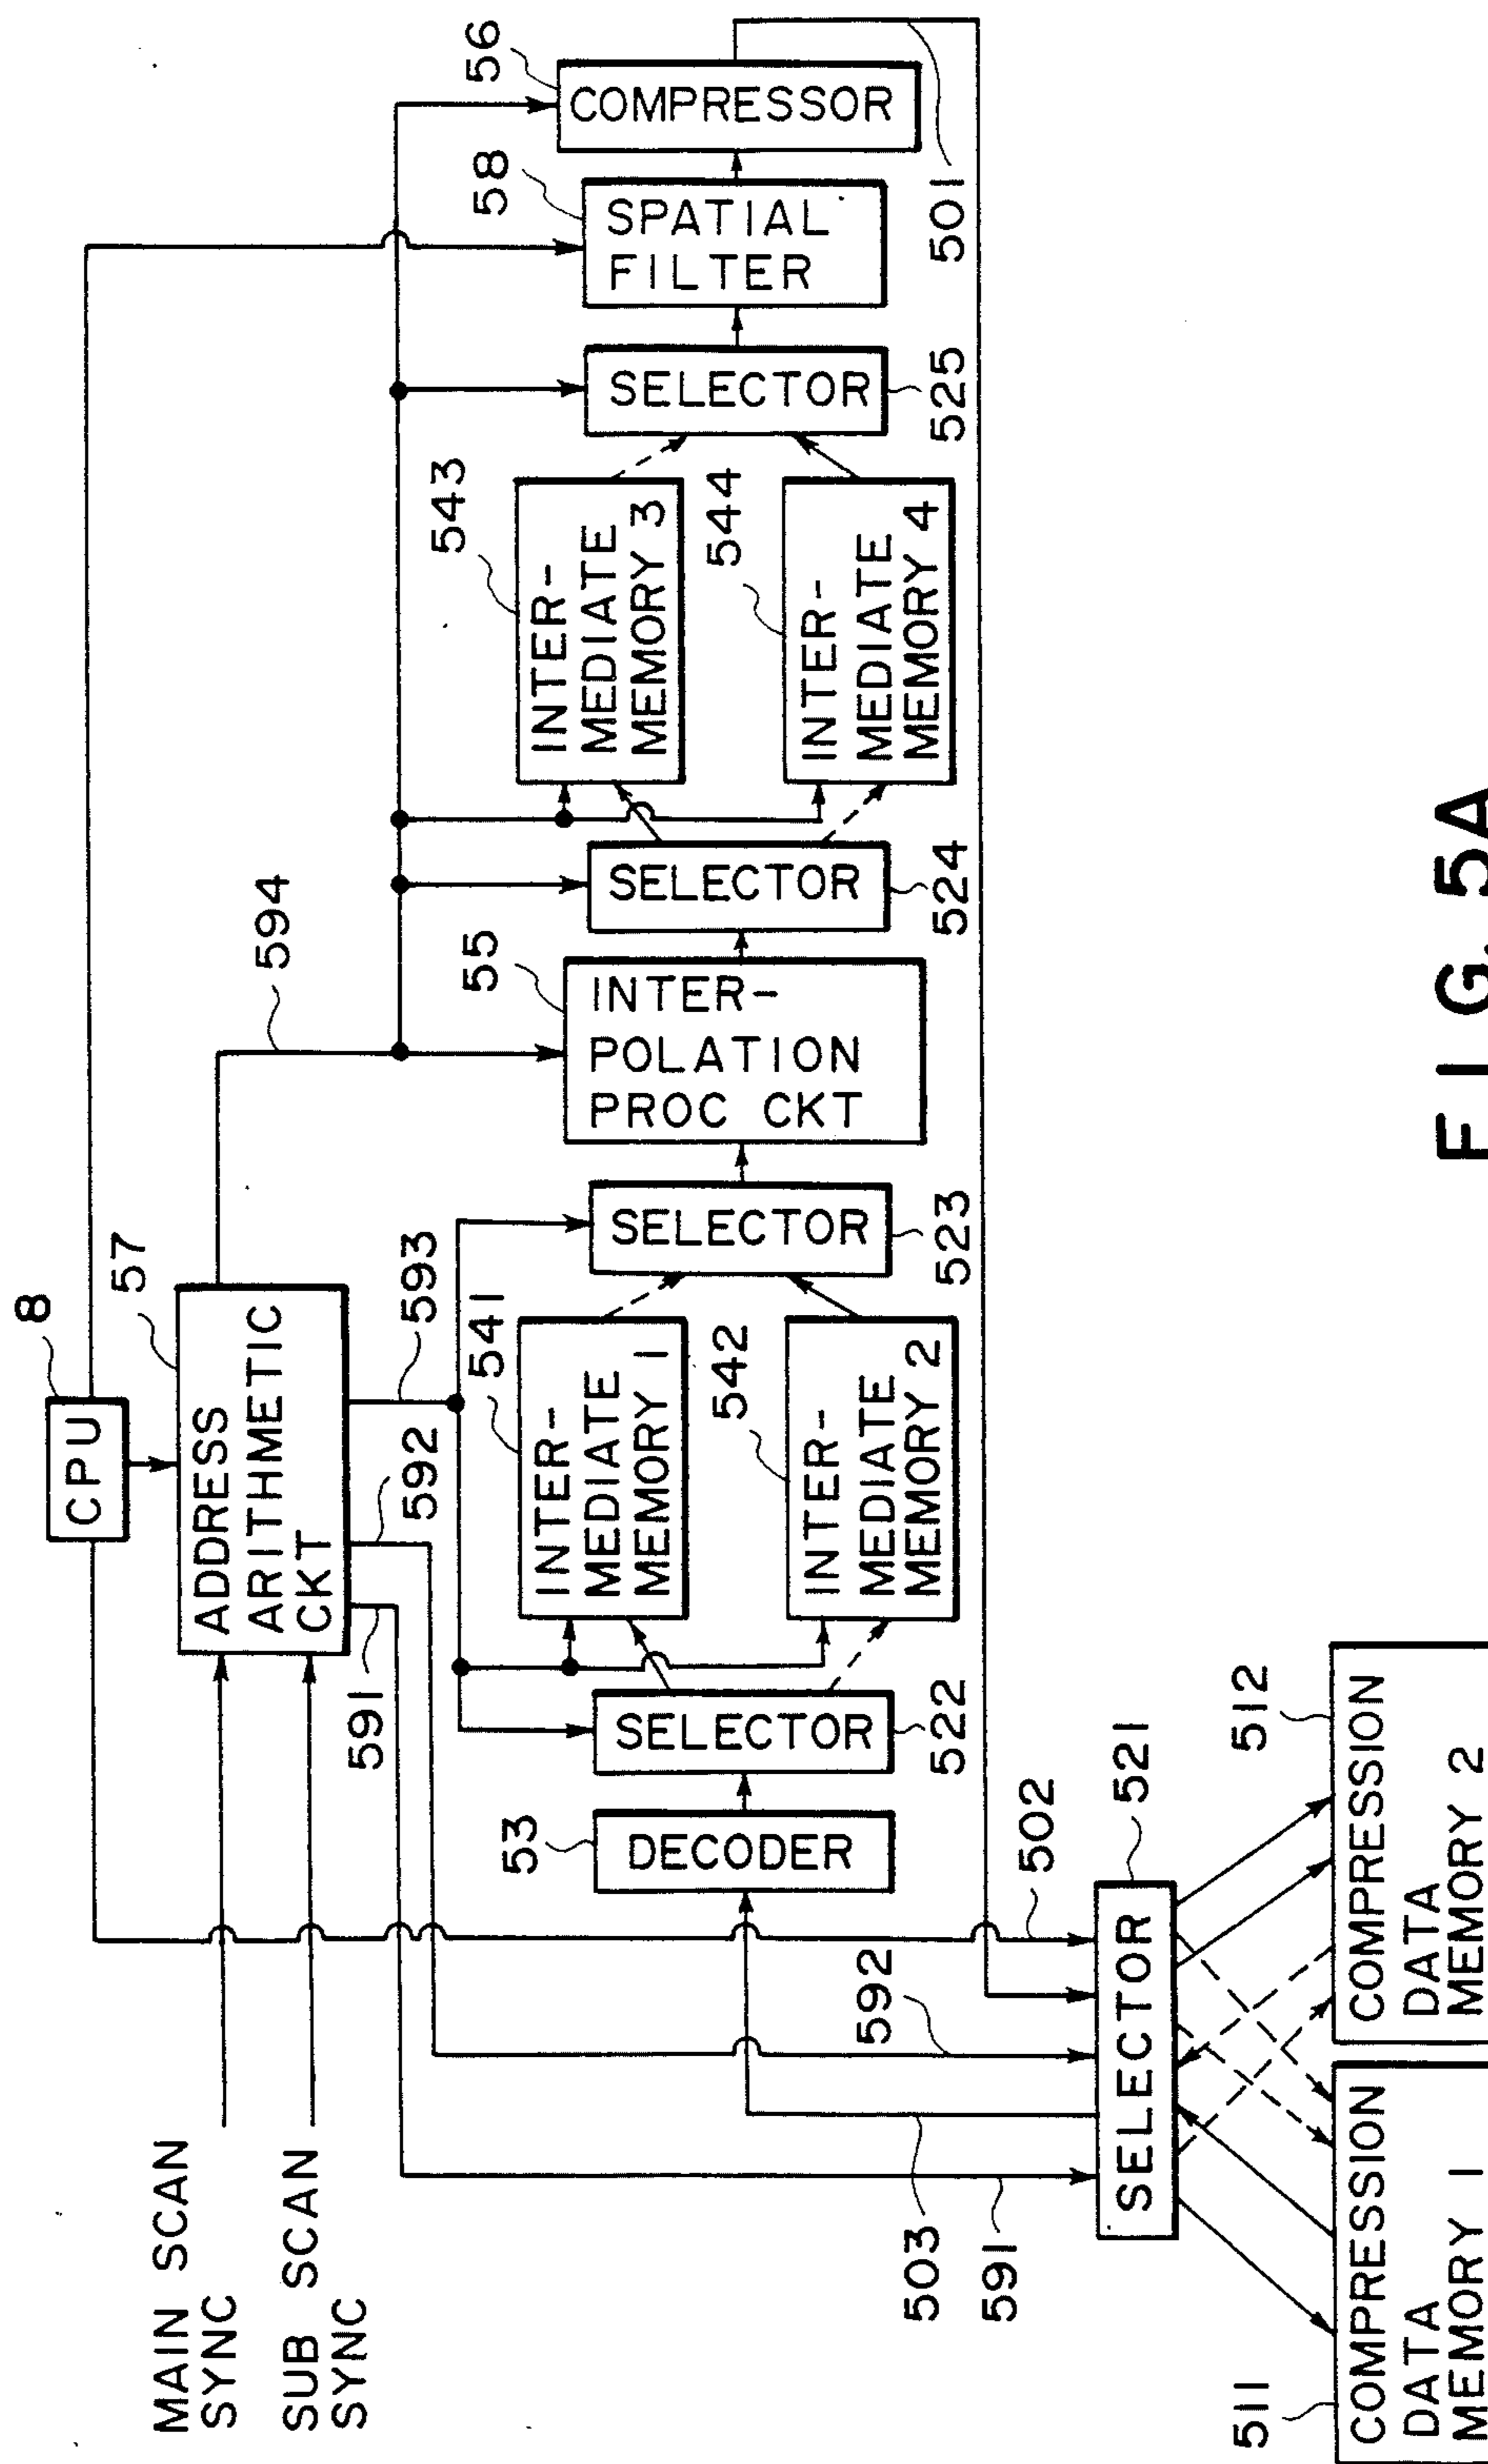 8
CPU
57
ADDRESS
ARITHMETIC
CKT
MAIN SCAN
SYNC
SUB SCAN
SYNC
591
592
593
594
53
DECODER
SELECTOR
522
541
INTER-
MEDIATE
MEMORY 1
542
INTER-
MEDIATE
MEMORY 2
SELECTOR
523
55
INTER-
POLATION
PROC CKT
SELECTOR
524
543
INTER-
MEDIATE
MEMORY 3
544
INTER-
MEDIATE
MEMORY 4
SELECTOR
525
58
SPATIAL
FILTER
56
COMPRESSOR
501
503
591
592
502
SELECTOR
521
511
COMPRESSION
DATA
MEMORY 1
512
COMPRESSION
DATA
MEMORY 2
FIG. 5A